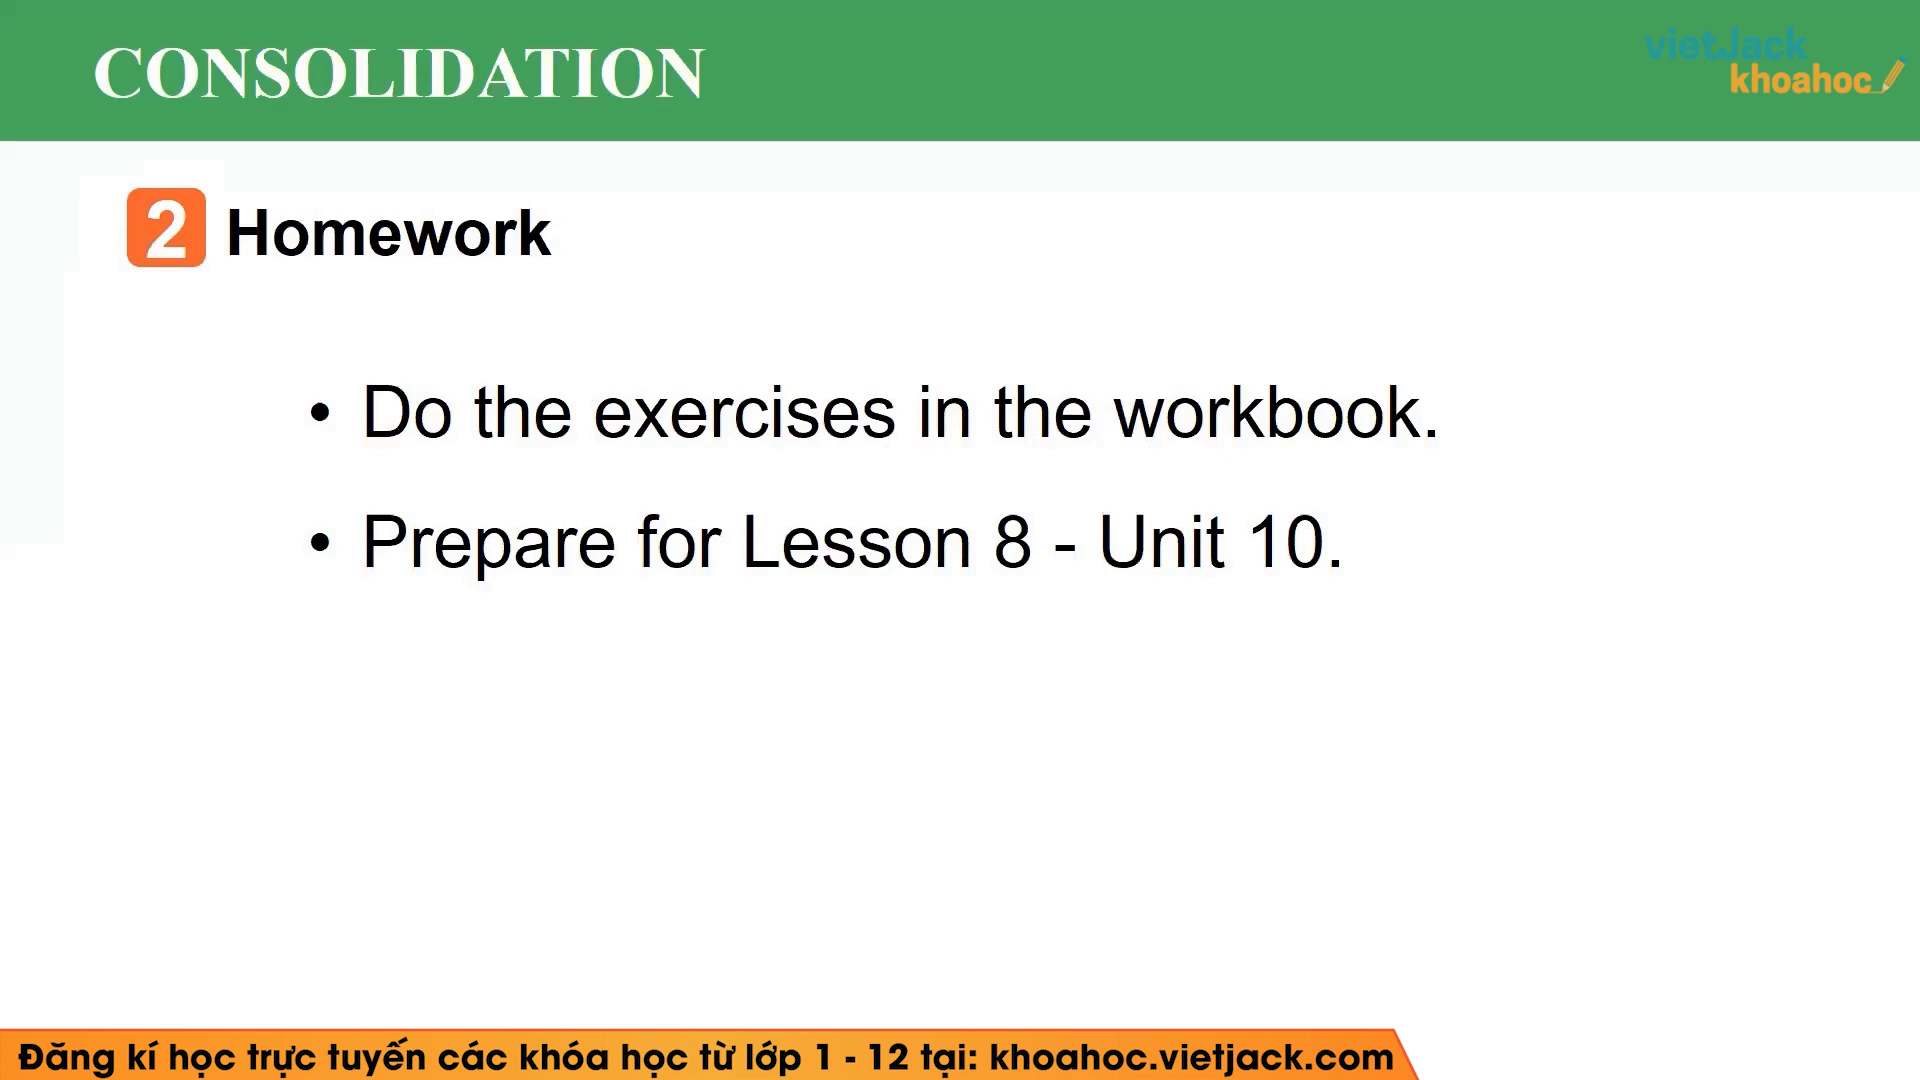 CONSOLIDATION
vietJack
khoahoc
2 Homework
• Do the exercises in the workbook.
• Prepare for Lesson 8 - Unit 10.
Đăng kí học trực tuyến các khóa học từ lớp 1 - 12 tại: khoahoc.vietjack.com